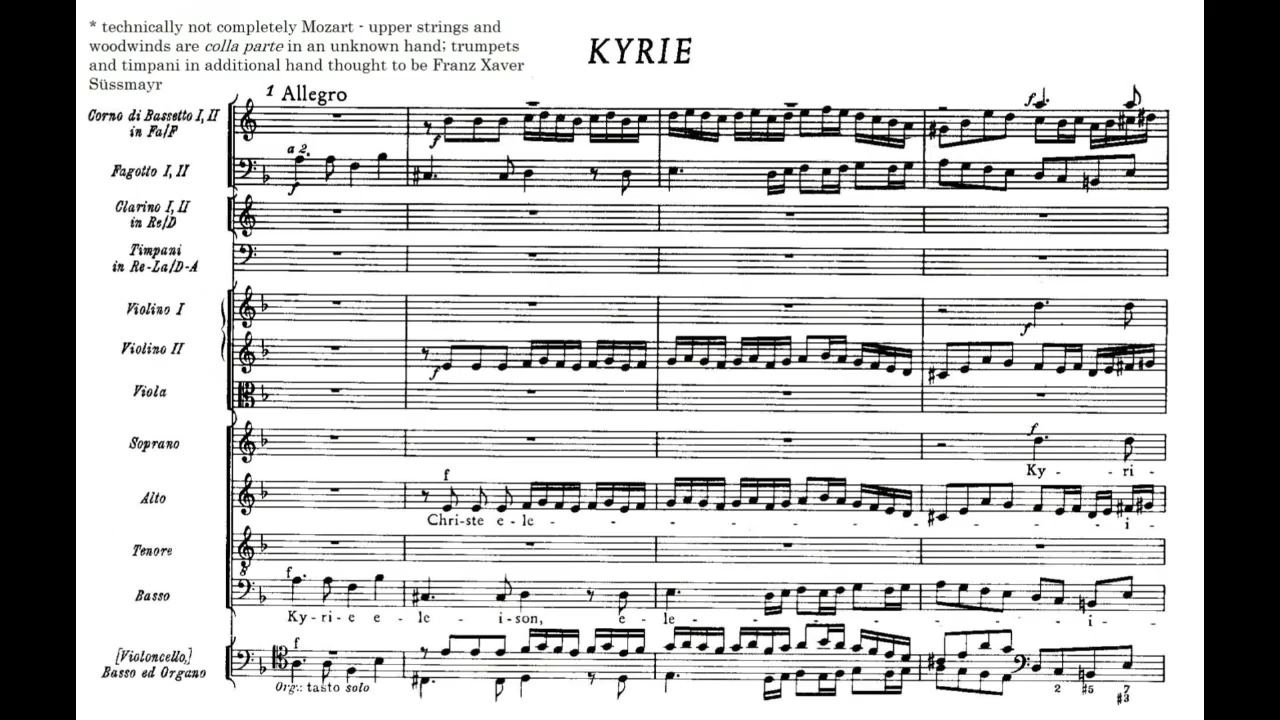 * technically not completely Mozart - upper strings and
woodwinds are colla parte in an unknown hand; trumpets
and timpani in additional hand thought to be Franz Xaver
Süssmayr
KYRIE
1 Allegro
Corno di Bassetto I, II
in Fa/F
f
f
a 2.
Fagotto I, II
f
Clarino I, II
in Re/D
Timpani
in Re-La/D-A
Violino I
f
Violino II
f
Viola
Soprano
f
Ky - - ri -
Alto
f
Chri-ste e - le - - - - - - - - i -
Tenore
8
Basso
f
Ky - ri - e e - le - i - son, e - le - - - - - i -
[Violoncello,]
Basso ed Organo
f
Org.: tasto solo
2 #5 7
#3